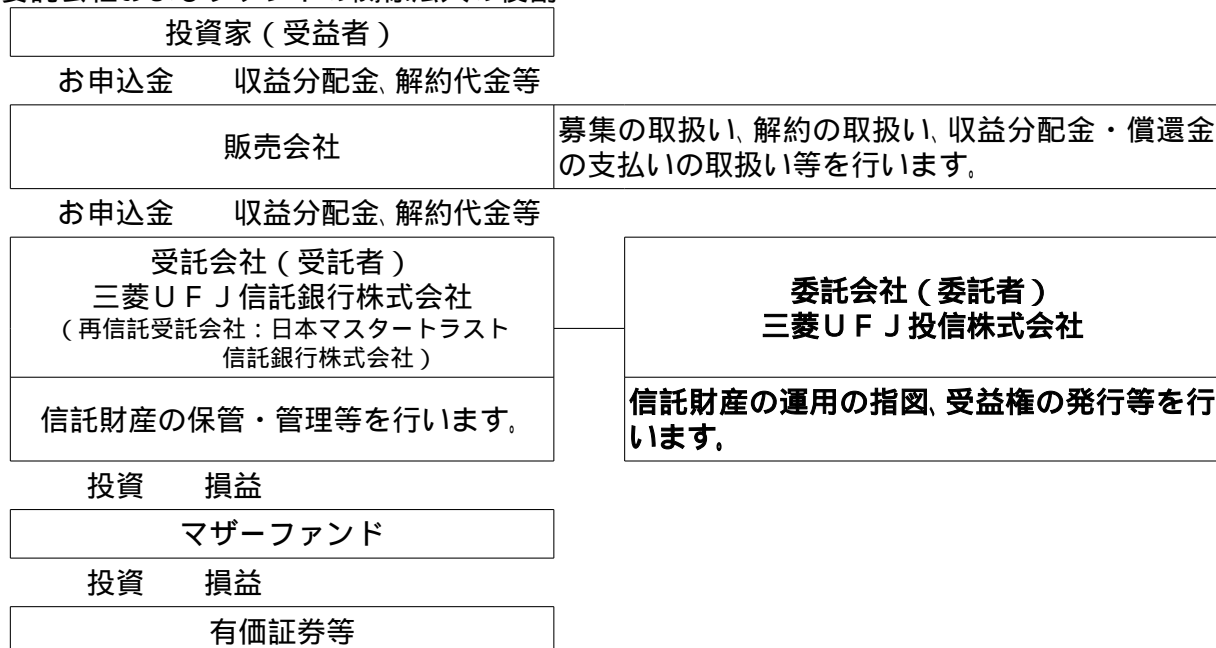 投資家(受益者)
お申込金 収益分配金、解約代金等
販売会社
募集の取扱い、解約の取扱い、収益分配金・償還金
の支払いの取扱い等を行います。
お申込金 収益分配金、解約代金等
受託会社(受託者)
三菱UFJ信託銀行株式会社
(再信託受託会社:日本マスタートラスト
信託銀行株式会社)
委託会社(委託者)
三菱UFJ投信株式会社
信託財産の保管・管理等を行います。
信託財産の運用の指図、受益権の発行等を行
います。
投資 損益
マザーファンド
投資 損益
有価証券等